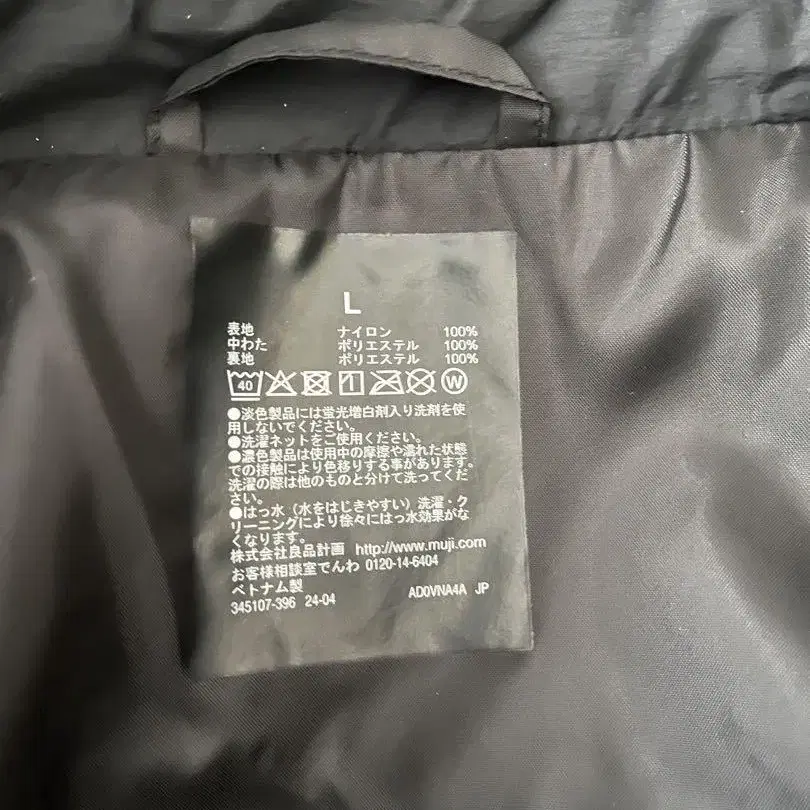 L
表地 ナイロン 100%
中わた ポリエステル 100%
裏地 ポリエステル 100%
40 W
●淡色製品には蛍光増白剤入り洗剤を使
用しないでください。
●洗濯ネットをご使用ください。
●濃色製品は使用中の摩擦や濡れた状態
での接触により色移りする事があります。
洗濯の際は他のものと分けて洗ってくだ
さい。
●はっ水（水をはじきやすい）洗濯・ク
リーニングにより徐々にはっ水効果がな
くなります。
株式会社良品計画 http://www.muji.com
お客様相談室でんわ 0120-14-6404
ベトナム製
345107-396 24-04 AD0VNA4A JP